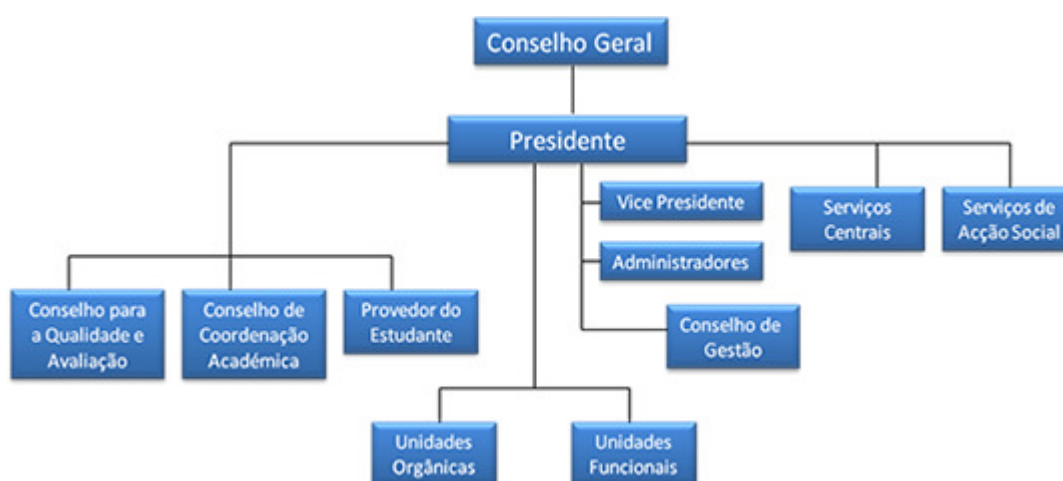 Conselho Geral
Presidente
Vice Presidente
Administradores
Conselho de
Gestão
Serviços
Centrais
Serviços de
Acção Social
Conselho para
a Qualidade e
Avaliação
Conselho de
Coordenação
Académica
Provedor do
Estudante
Unidades
Orgânicas
Unidades
Funcionais